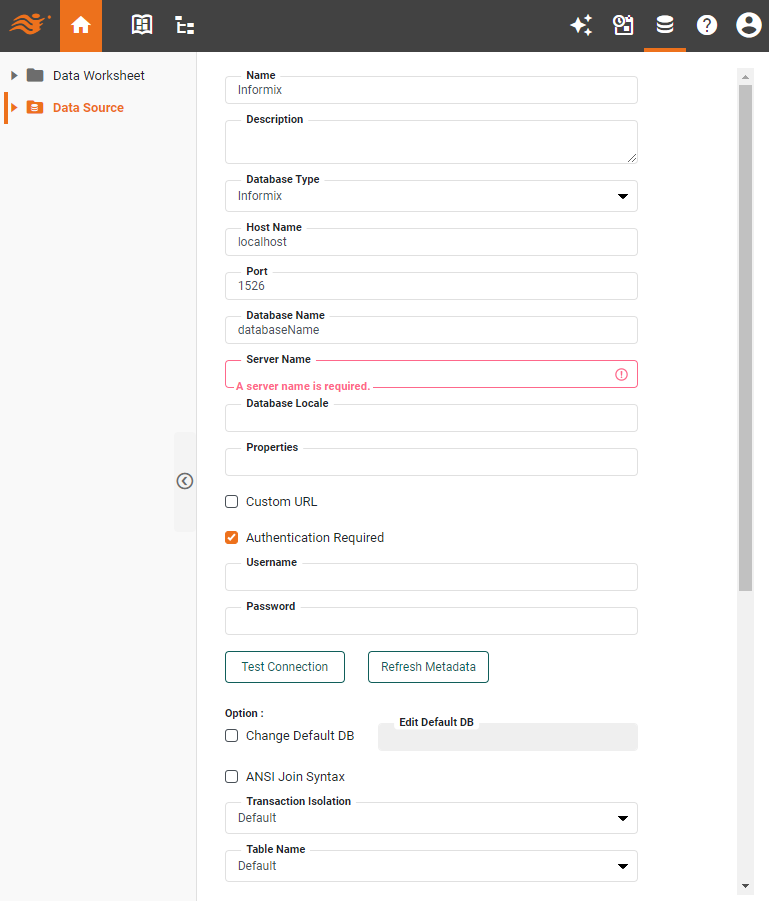 Data Worksheet
Data Source
Name
Informix
Description
Database Type
Informix
Host Name
localhost
Port
1526
Database Name
databaseName
Server Name
A server name is required.
Database Locale
Properties
Custom URL
Authentication Required
Username
Password
Test Connection
Refresh Metadata
Option :
Change Default DB
Edit Default DB
ANSI Join Syntax
Transaction Isolation
Default
Table Name
Default